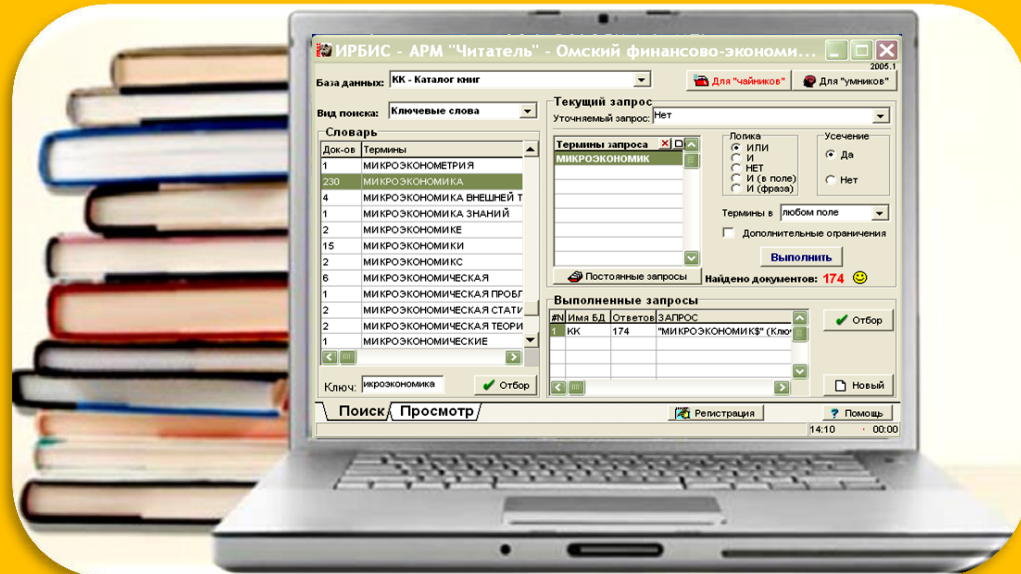 ИРБИС - АРМ "Читатель" - Омский финансово-экономи...
2005.1
База данных: КК - Каталог книг
Для "чайников"
Для "умников"
Вид поиска: Ключевые слова
Словарь
Док-ов Термины
1 МИКРОЭКОНОМЕТРИЯ
230 МИКРОЭКОНОМИКА
4 МИКРОЭКОНОМИКА ВНЕШНЕЙ Т
1 МИКРОЭКОНОМИКА ЗНАНИЙ
2 МИКРОЭКОНОМИКЕ
15 МИКРОЭКОНОМИКИ
2 МИКРОЭКОНОМИКС
6 МИКРОЭКОНОМИЧЕСКАЯ
1 МИКРОЭКОНОМИЧЕСКАЯ ПРОБЛ
2 МИКРОЭКОНОМИЧЕСКАЯ СТАТИ
2 МИКРОЭКОНОМИЧЕСКАЯ ТЕОРИ
1 МИКРОЭКОНОМИЧЕСКИЕ
Ключ: икроэкономика
Отбор
Текущий запрос
Уточняемый запрос: Нет
Термины запроса
МИКРОЭКОНОМИК
Логика
ИЛИ
И
НЕТ
И (в поле)
И (фраза)
Усечение
Да
Нет
Термины в любом поле
Дополнительные ограничения
Выполнить
Постоянные запросы
Найдено документов: 174
Выполненные запросы
#N Имя БД Ответов ЗАПРОС
1 КК 174 "МИКРОЭКОНОМИК$" (Клю
Отбор
Новый
Поиск Просмотр
Регистрация
Помощь
14:10 00:00